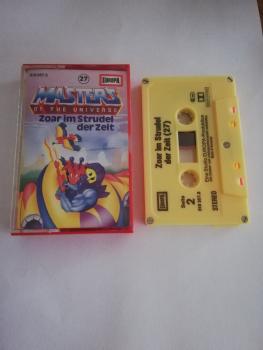 EUROPA
27
MASTERS
OF THE UNIVERSE
Zoar im Strudel
der Zeit
Zoar im Strudel
der Zeit (27)
EUROPA
Seite
2
STEREO